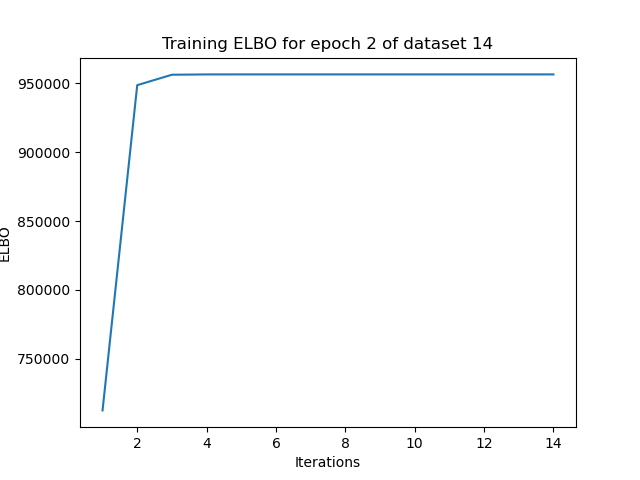 Training ELBO for epoch 2 of dataset 14
950000
900000
850000
800000
750000
ELBO
2 4 6 8 10 12 14
Iterations